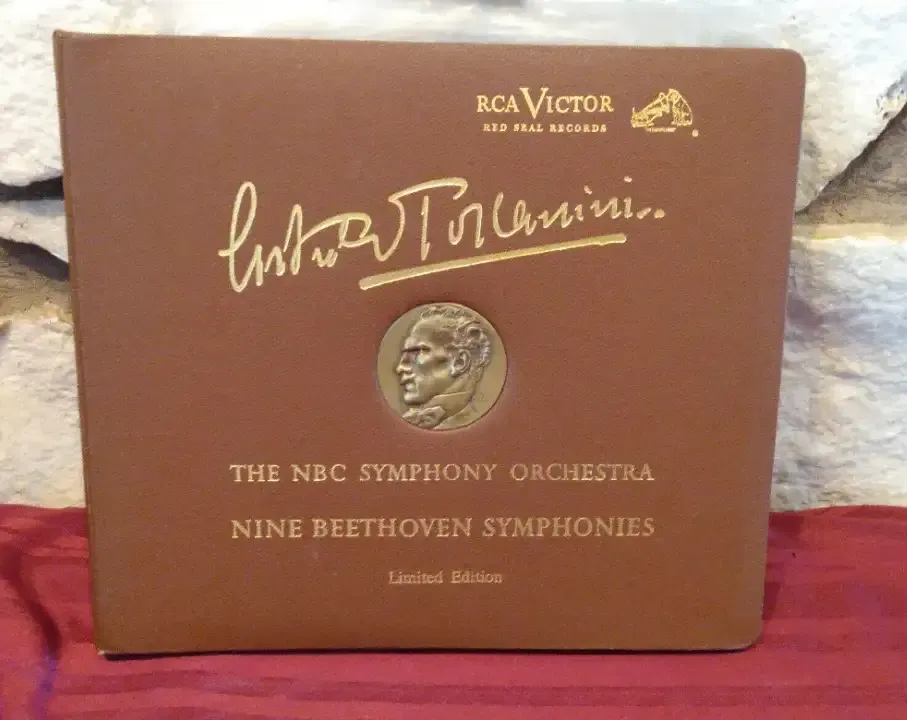 RCA VICTOR
RED SEAL RECORDS
Arturo Toscanini
THE NBC SYMPHONY ORCHESTRA
NINE BEETHOVEN SYMPHONIES
Limited Edition